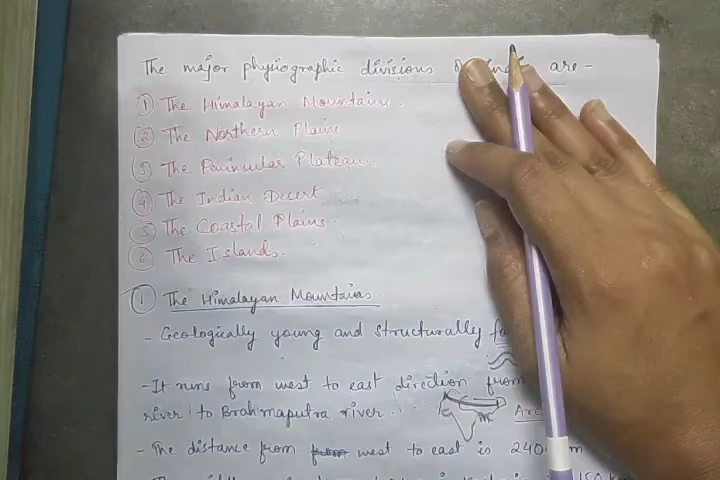 The major physiographic divisions are -
① The Himalayan Mountains.
② The Northern Plains
③ The Peninsular Plateau.
④ The Indian Desert
⑤ The Coastal Plains.
⑥ The Islands.
① The Himalayan Mountains
- Geologically young and structurally
- It runs from west to east direction from
river to Brahmaputra river.
- The distance from west to east is 240